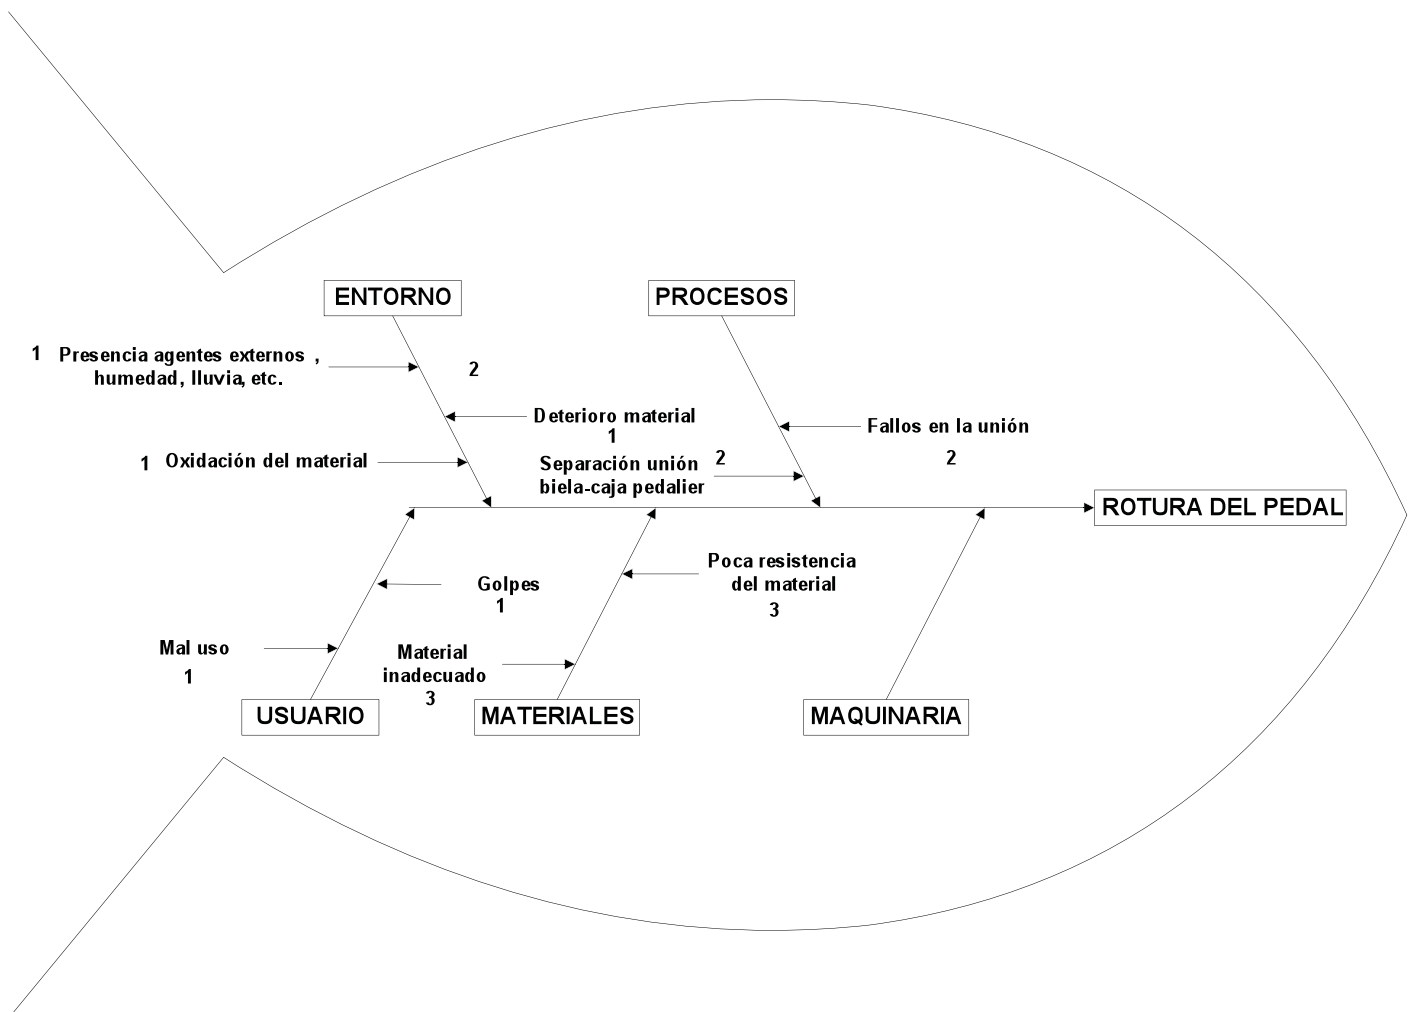 ENTORNO
PROCESOS
1
Presencia agentes externos ,
humedad, lluvia, etc.
2
Deterioro material
1
Fallos en la unión
2
1
Oxidación del material
Separación unión
biela-caja pedalier
2
ROTURA DEL PEDAL
Golpes
1
Poca resistencia
del material
3
Mal uso
1
Material
inadecuado
3
USUARIO
MATERIALES
MAQUINARIA